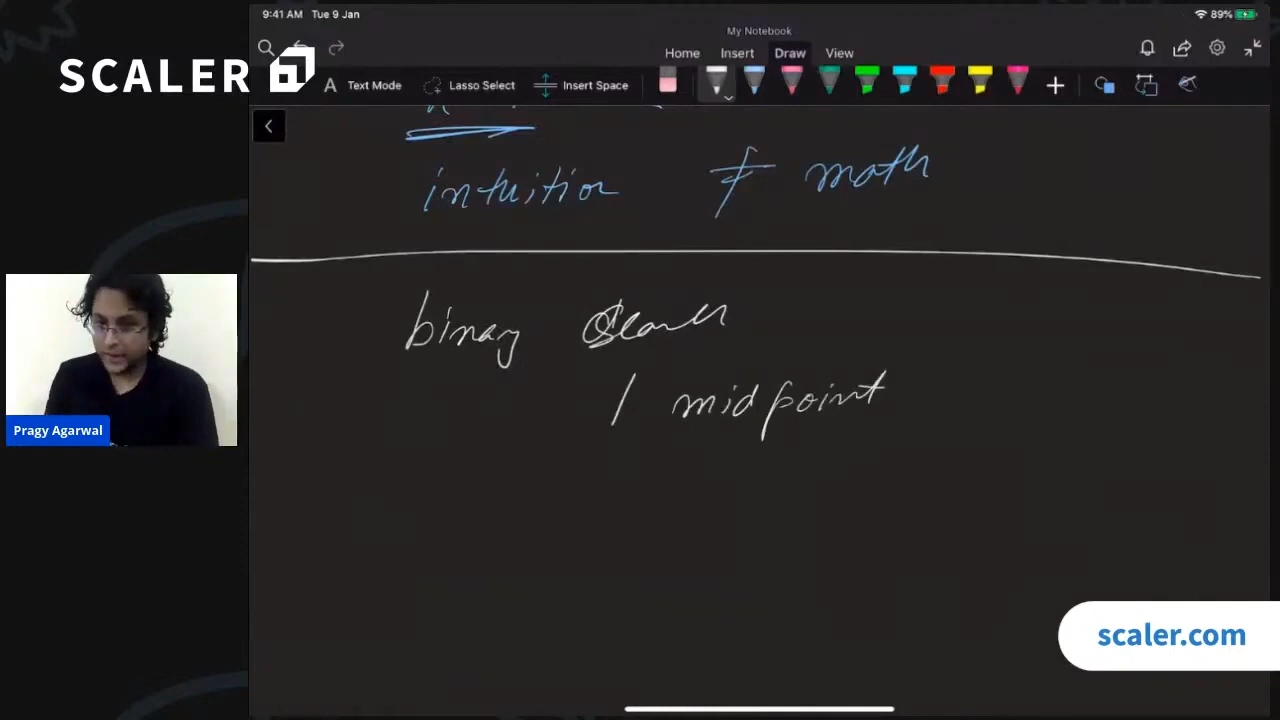 9:41 AM Tue 9 Jan
89%
My Notebook
Home Insert Draw View
SCALER
Text Mode Lasso Select Insert Space
intuition ≠ math
binary search
1 midpoint
Pragy Agarwal
scaler.com